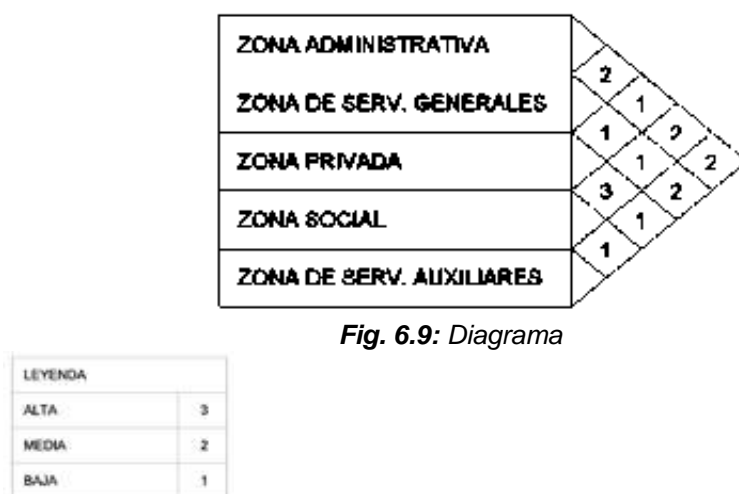 ZONA ADMINISTRATIVA
2
1
ZONA DE SERV. GENERALES
1
2
ZONA PRIVADA
1
2
3
2
ZONA SOCIAL
1
1
ZONA DE SERV. AUXILIARES
Fig. 6.9: Diagrama
LEYENDA
ALTA 3
MEDIA 2
BAJA 1